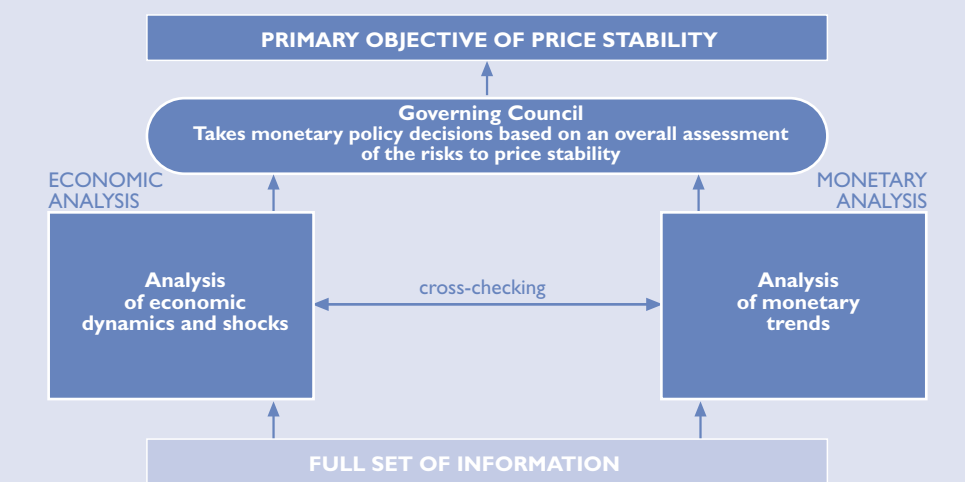 PRIMARY OBJECTIVE OF PRICE STABILITY
Governing Council
Takes monetary policy decisions based on an overall assessment
of the risks to price stability
ECONOMIC
ANALYSIS
MONETARY
ANALYSIS
Analysis
of economic
dynamics and shocks
cross-checking
Analysis
of monetary
trends
FULL SET OF INFORMATION